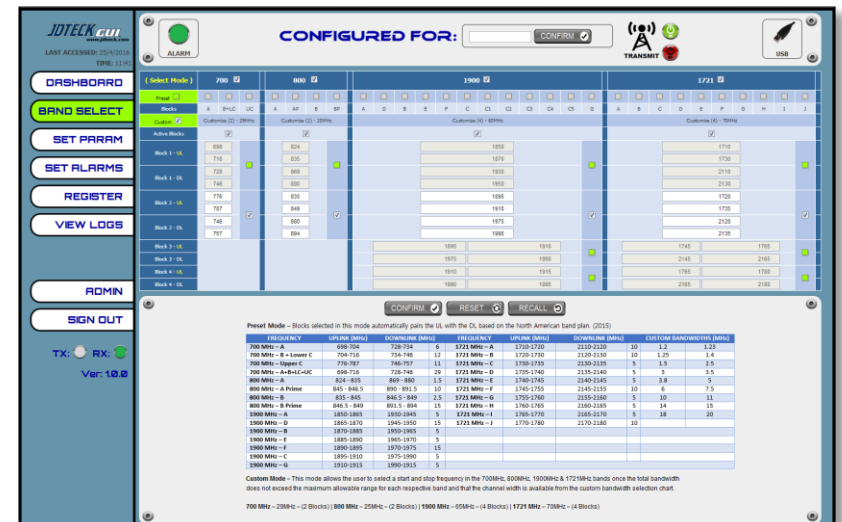 JDTECK GUI
www.jdteck.com
LAST ACCESSED: 25/4/2016
TIME: 11:41
DASHBOARD
BAND SELECT
SET PARAM
SET ALARMS
REGISTER
VIEW LOGS
ADMIN
SIGN OUT
TX: RX:
Ver: 1.0.0
ALARM
CONFIGURED FOR:
CONFIRM
TRANSMIT
USB
( Select Mode ) 700 800 1900 1721
Preset
Blocks A B+LC UC A AP B BP A D B E F C C1 C2 C3 C4 C5 G A B C D E F G H I J
Custom Customize (2) - 29MHz Customize (2) - 25MHz Customize (4) - 65MHz Customize (4) - 70MHz
Active Blocks
Block 1 - UL 698 824 1850 1710
716 835 1870 1730
Block 1 - DL 728 869 1930 2110
746 880 1950 2130
Block 2 - UL 776 835 1895 1720
787 849 1910 1735
Block 2 - DL 746 880 1975 2120
757 894 1990 2135
Block 3 - UL 1895 1910 1745 1765
Block 3 - DL 1975 1990 2145 2165
Block 4 - UL 1910 1915 1765 1780
Block 4 - DL 1990 1995 2165 2180
CONFIRM RESET RECALL
Preset Mode – Blocks selected in this mode automatically pairs the UL with the DL based on the North American band plan. (2015)
FREQUENCY UPLINK (MHz) DOWNLINK (MHz) FREQUENCY UPLINK (MHz) DOWNLINK (MHz) CUSTOM BANDWIDTHS (MHz)
700 MHz – A 698-704 728-734 6 1721 MHz – A 1710-1720 2110-2120 10 1.2 1.23
700 MHz – B + Lower C 704-716 734-746 12 1721 MHz – B 1720-1730 2120-2130 10 1.25 1.4
700 MHz – Upper C 776-787 746-757 11 1721 MHz – C 1730-1735 2130-2135 5 1.5 2.5
700 MHz – A+B+LC+UC 698-716 728-746 29 1721 MHz – D 1735-1740 2135-2140 5 3 3.5
800 MHz – A 824 - 835 869 - 880 1.5 1721 MHz – E 1740-1745 2140-2145 5 3.8 5
800 MHz – A Prime 845 - 846.5 890 - 891.5 10 1721 MHz – F 1745-1755 2145-2155 10 6 7.5
800 MHz – B 835 - 845 846.5 - 849 2.5 1721 MHz – G 1755-1760 2155-2160 5 10 11
800 MHz – B Prime 846.5 - 849 891.5 - 894 15 1721 MHz – H 1760-1765 2160-2165 5 14 15
1900 MHz – A 1850-1865 1930-1945 5 1721 MHz – I 1765-1770 2165-2170 5 18 20
1900 MHz – D 1865-1870 1945-1950 15 1721 MHz – J 1770-1780 2170-2180 10
1900 MHz – B 1870-1885 1950-1965 5
1900 MHz – E 1885-1890 1965-1970 5
1900 MHz – F 1890-1895 1970-1975 15
1900 MHz – C 1895-1910 1975-1990 5
1900 MHz – G 1910-1915 1990-1915 5
Custom Mode – This mode allows the user to select a start and stop frequency in the 700MHz, 800MHz, 1900MHz & 1721MHz bands once the total bandwidth
does not exceed the maximum allowable range for each respective band and that the channel width is available from the custom bandwidth selection chart.
700 MHz – 29MHz – (2 Blocks) | 800 MHz – 25MHz – (2 Blocks) | 1900 MHz – 65MHz – (4 Blocks) | 1721 MHz – 70MHz – (4 Blocks)